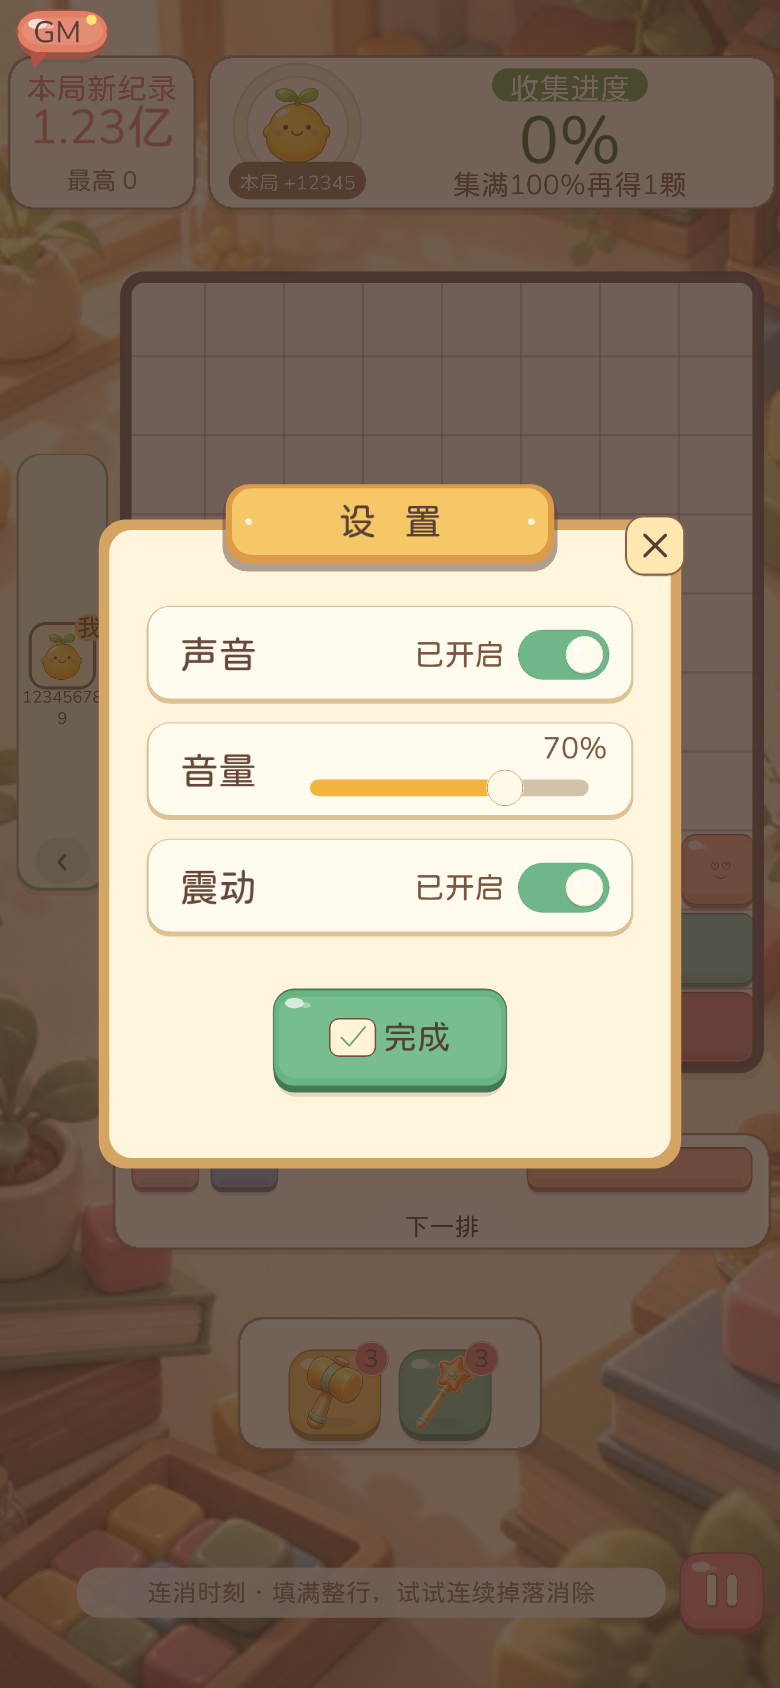 GM
本局新纪录
1.23亿
最高 0
本局 +12345
收集进度
0%
集满100%再得1颗
设 置
声音
已开启
70%
音量
震动
已开启
完成
我
12345678
9
下一排
3
3
连消时刻·填满整行，试试连续掉落消除